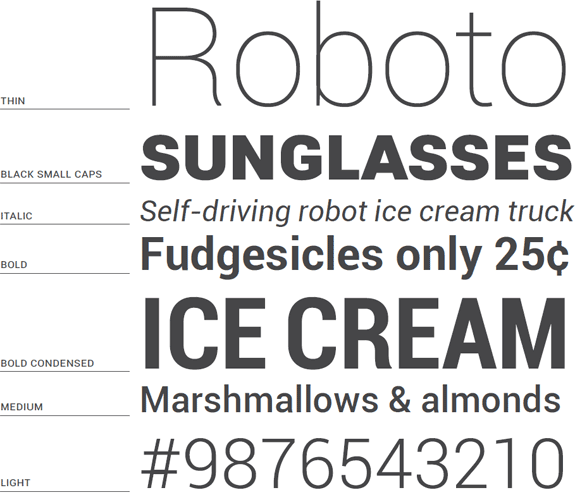 THIN Roboto
BLACK SMALL CAPS SUNGLASSES
ITALIC Self-driving robot ice cream truck
BOLD Fudgesicles only 25¢
BOLD CONDENSED ICE CREAM
MEDIUM Marshmallows & almonds
LIGHT #9876543210